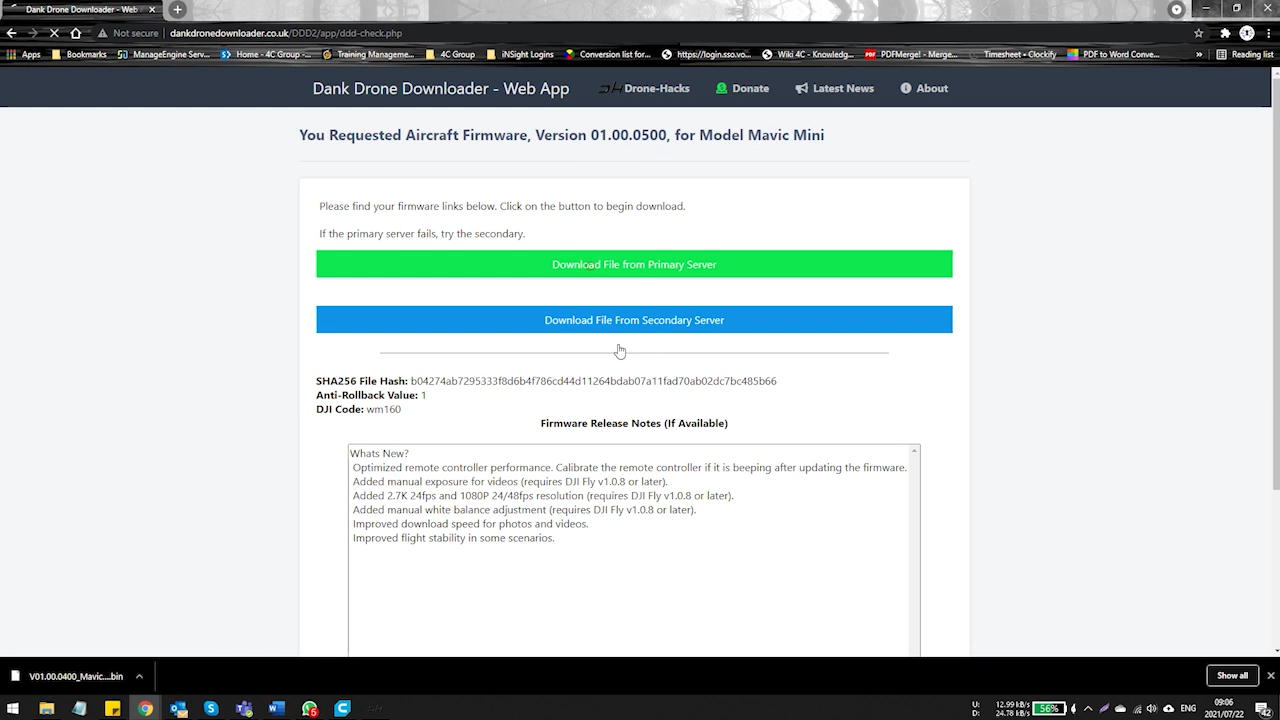 Dank Drone Downloader - Web
Not secure dankdronedownloader.co.uk/DDD2/app/ddd-check.php
Apps Bookmarks ManageEngine Serv... Home - 4C Group -... Training Manageme... 4C Group iNSight Logins Conversion list for... https://login.sso.vo... Wiki 4C - Knowledg... PDFMerge! - Merge... Timesheet - Clockify PDF to Word Conve... » Reading list
Dank Drone Downloader - Web App Drone-Hacks Donate Latest News About
You Requested Aircraft Firmware, Version 01.00.0500, for Model Mavic Mini
Please find your firmware links below. Click on the button to begin download.
If the primary server fails, try the secondary.
Download File from Primary Server
Download File From Secondary Server
SHA256 File Hash: b04274ab7295333f8d6b4f786cd44d11264bdab07a11fad70ab02dc7bc485b66
Anti-Rollback Value: 1
DJI Code: wm160
Firmware Release Notes (If Available)
Whats New?
Optimized remote controller performance. Calibrate the remote controller if it is beeping after updating the firmware.
Added manual exposure for videos (requires DJI Fly v1.0.8 or later).
Added 2.7K 24fps and 1080P 24/48fps resolution (requires DJI Fly v1.0.8 or later).
Added manual white balance adjustment (requires DJI Fly v1.0.8 or later).
Improved download speed for photos and videos.
Improved flight stability in some scenarios.
V01.00.0400_Mavic....bin Show all
U: 12.99 kB/s
D: 24.78 kB/s
56%
ENG
09:06
2021/07/22
42